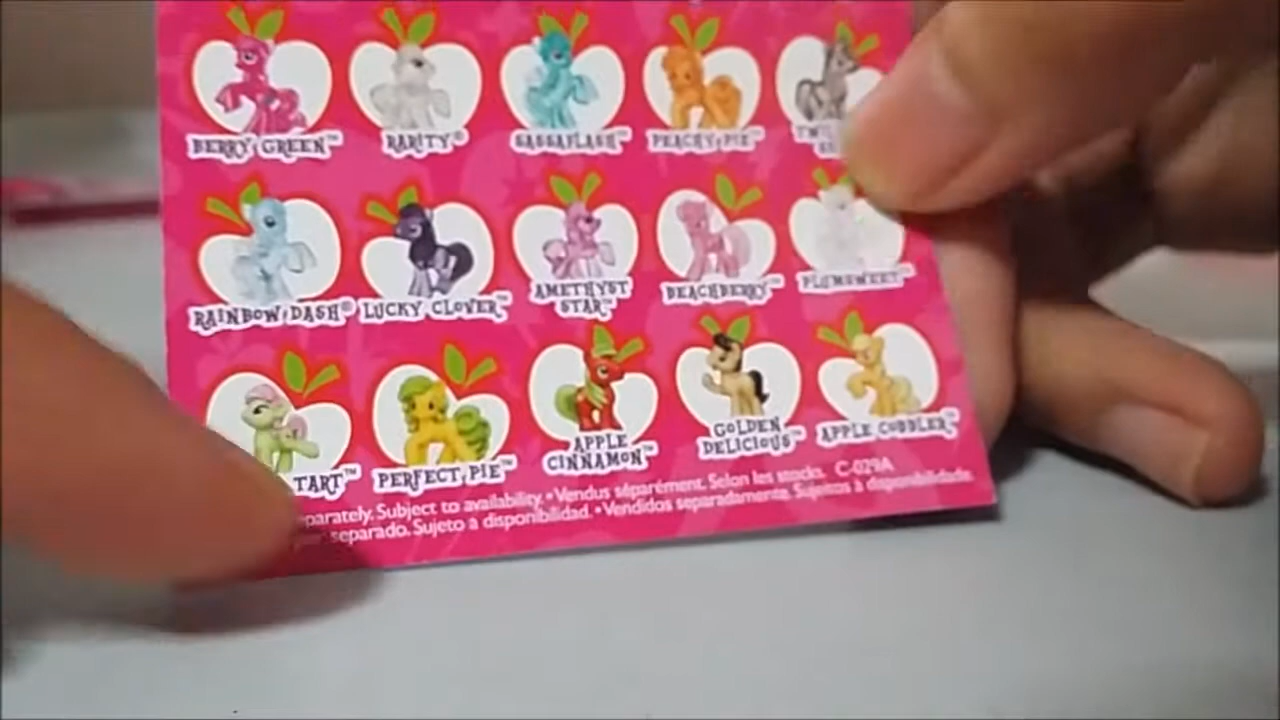 BERRY GREEN™ RARITY® SASSAFLASH™ PEACHY PIE™
RAINBOW DASH® LUCKY CLOVER™ AMETHYST STAR™ BEACHBERRY™ PLUMSWEET™
TART™ PERFECT PIE™ APPLE CINNAMON™ GOLDEN DELICIOUS™ APPLE COBBLER™
parately. Subject to availability. • Vendus séparément. Selon les stocks. C-029A
separado. Sujeto a disponibilidad. • Vendidos separadamente. Sujeitos à disponibilidade.